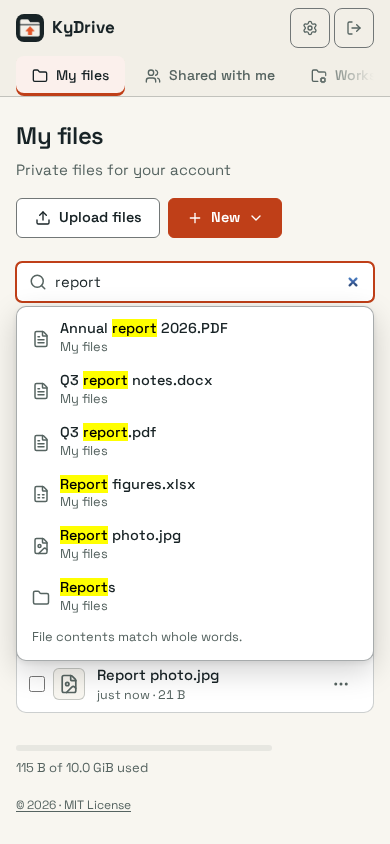 KyDrive
My files
Shared with me
Works
My files
Private files for your account
Upload files
New
report
Annual report 2026.PDF
My files
Q3 report notes.docx
My files
Q3 report.pdf
My files
Report figures.xlsx
My files
Report photo.jpg
My files
Reports
My files
File contents match whole words.
Report photo.jpg
just now · 21 B
115 B of 10.0 GiB used
© 2026 · MIT License